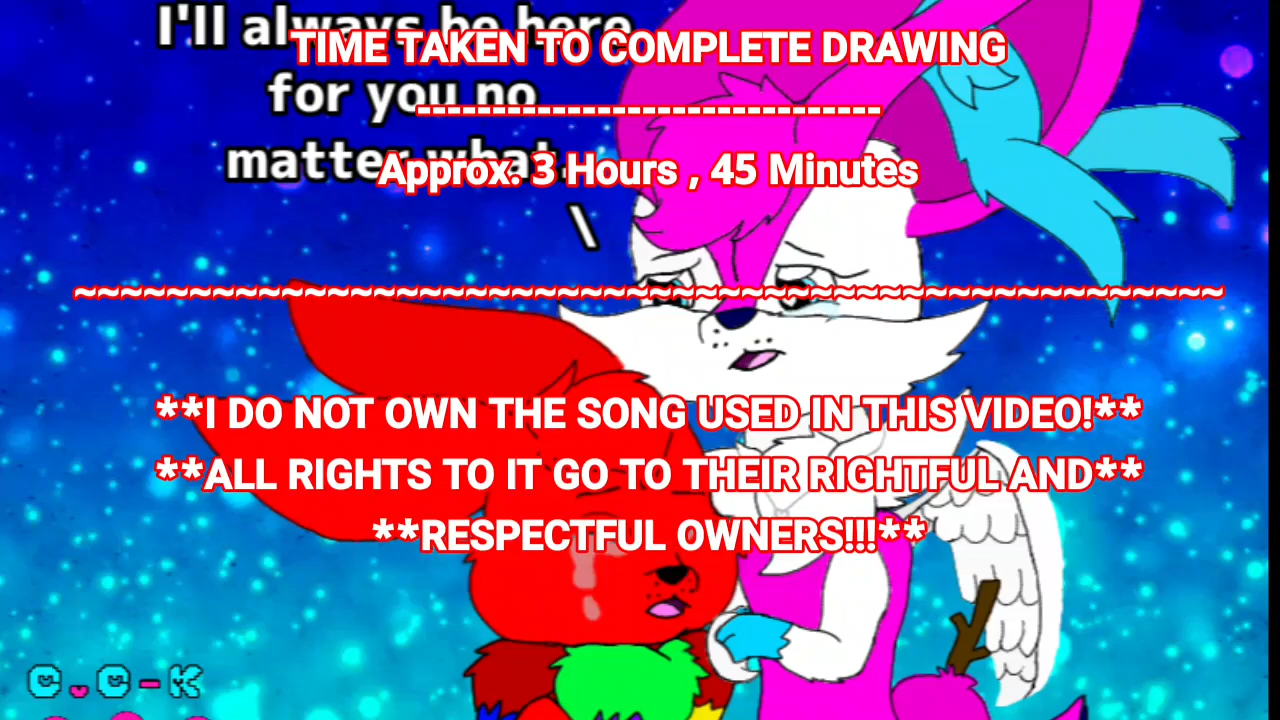 I'll always be here
TIME TAKEN TO COMPLETE DRAWING
for you no
------------------------------
matter what.
Approx. 3 Hours , 45 Minutes
\
~~~~~~~~~~~~~~~~~~~~~~~~~~~~~~~~~~~~~~~~~~~~~~~~~~
**I DO NOT OWN THE SONG USED IN THIS VIDEO!**
**ALL RIGHTS TO IT GO TO THEIR RIGHTFUL AND**
**RESPECTFUL OWNERS!!!**